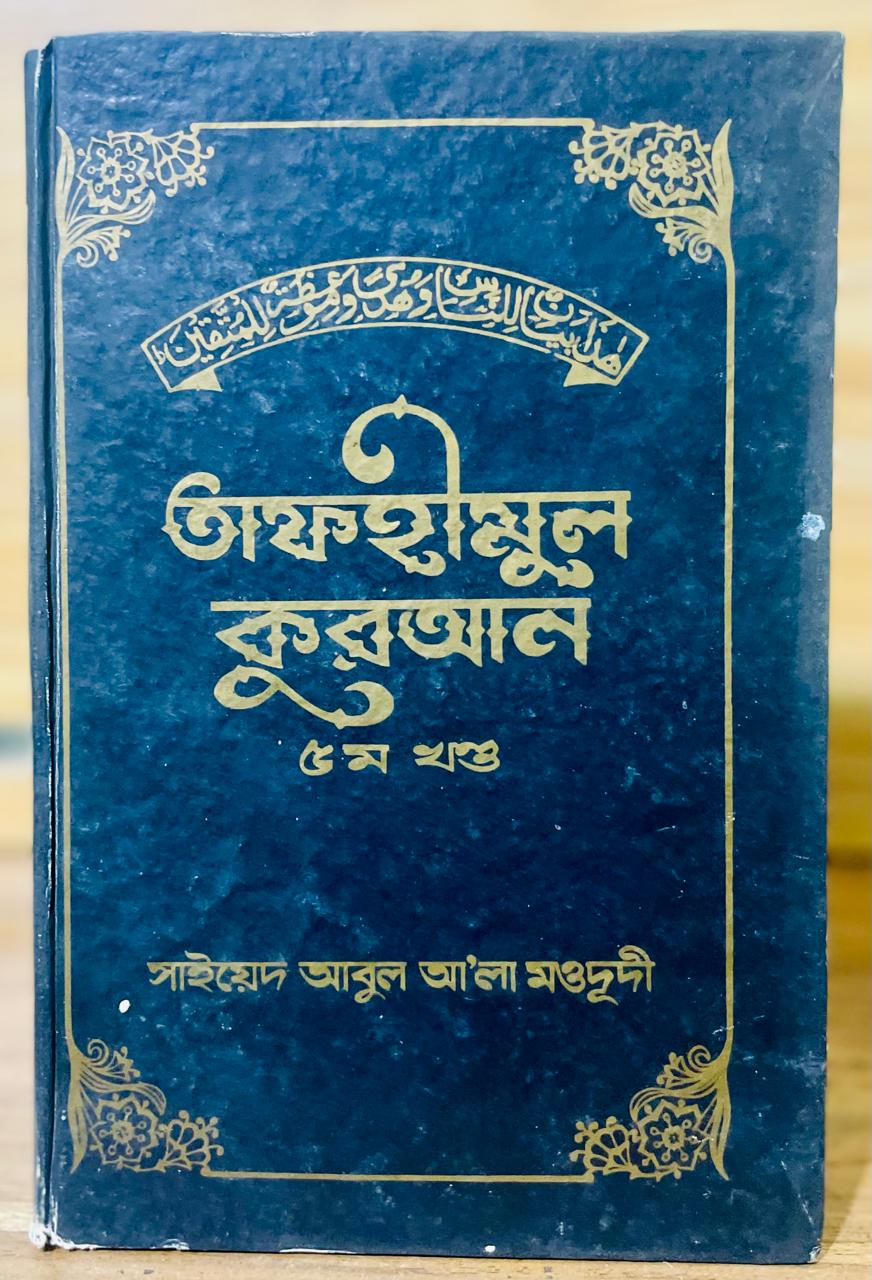 هٰذَا بَيَانٌ لِّلنَّاسِ وَهُدًى وَّمَوْعِظَةٌ لِّلْمُتَّقِيْنَ
তাফহীমুল
কুরআন
৫ম খণ্ড
সাইয়েদ আবুল আ'লা মওদূদী